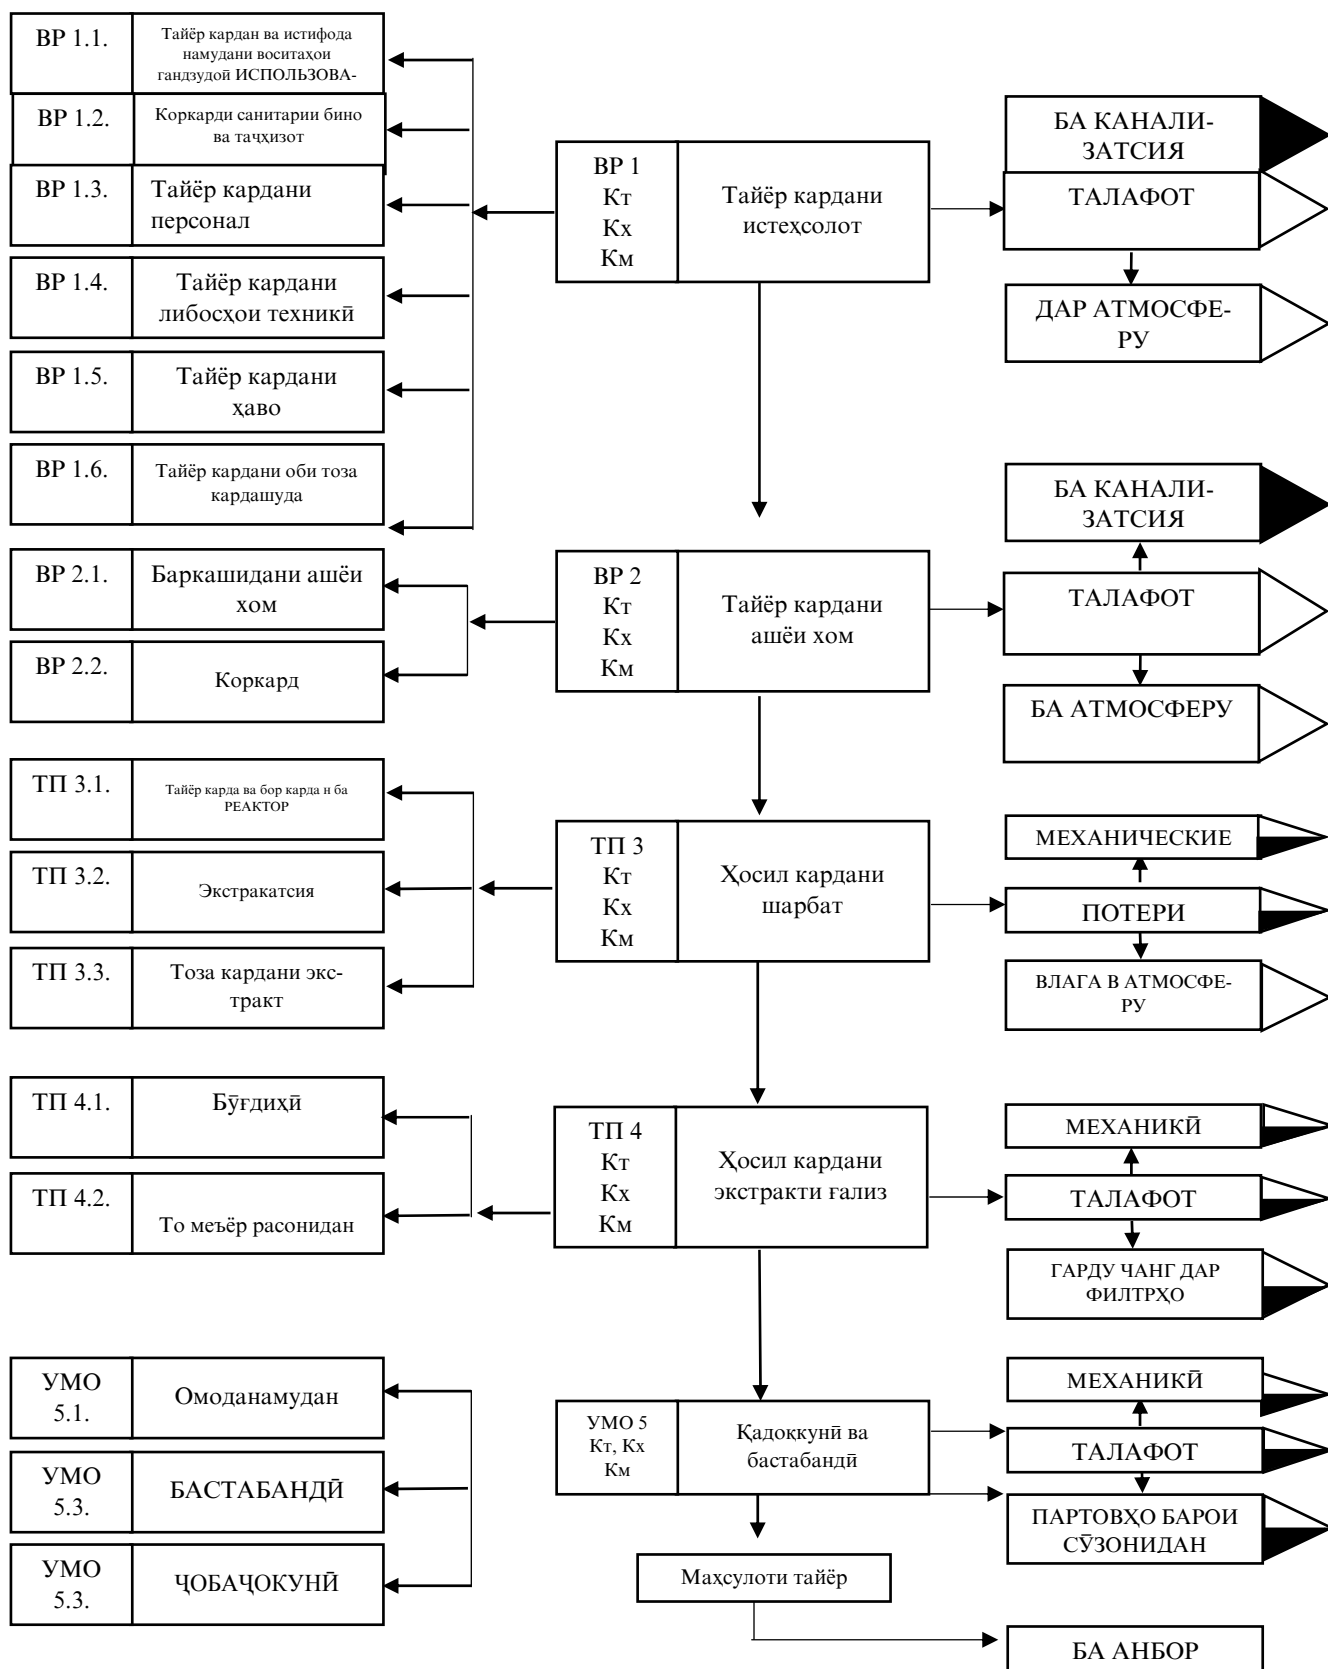 ВР 1.1.
Тайёр кардан ва истифода
намудани воситаҳои
гандзудой ИСПОЛЬЗОВА-
ВР 1.2.
Коркарди санитарии бино
ва таҷҳизот
ВР 1.3.
Тайёр кардани
персонал
ВР 1.4.
Тайёр кардани
либосҳои техникӣ
ВР 1.5.
Тайёр кардани
ҳаво
ВР 1.6.
Тайёр кардани оби тоза
кардашуда
ВР 1
Кт
Кх
Км
Тайёр кардани
истеҳсолот
БА КАНАЛИ-
ЗАТСИЯ
ТАЛАФОТ
ДАР АТМОСФЕ-
РУ
ВР 2.1.
Баркашидани ашёи
хом
ВР 2.2.
Коркард
ВР 2
Кт
Кх
Км
Тайёр кардани
ашёи хом
БА КАНАЛИ-
ЗАТСИЯ
ТАЛАФОТ
БА АТМОСФЕРУ
ТП 3.1.
Тайёр карда ва бор карда н ба
РЕАКТОР
ТП 3.2.
Экстракатсия
ТП 3.3.
Тоза кардани экс-
тракт
ТП 3
Кт
Кх
Км
Ҳосил кардани
шарбат
МЕХАНИЧЕСКИЕ
ПОТЕРИ
ВЛАГА В АТМОСФЕ-
РУ
ТП 4.1.
Бӯғдиҳӣ
ТП 4.2.
То меъёр расонидан
ТП 4
Кт
Кх
Км
Ҳосил кардани
экстракти ғализ
МЕХАНИКӢ
ТАЛАФОТ
ГАРДУ ЧАНГ ДАР
ФИЛТРҲО
УМО
5.1.
Омоданамудан
УМО
5.3.
БАСТАБАНДӢ
УМО
5.3.
ҶОБАҶОКУНӢ
УМО 5
Кт, Кх
Км
Қадоққунӣ ва
бастабандӣ
МЕХАНИКӢ
ТАЛАФОТ
ПАРТОВҲО БАРОИ
СӮЗОНИДАН
Маҳсулоти тайёр
БА АНБОР